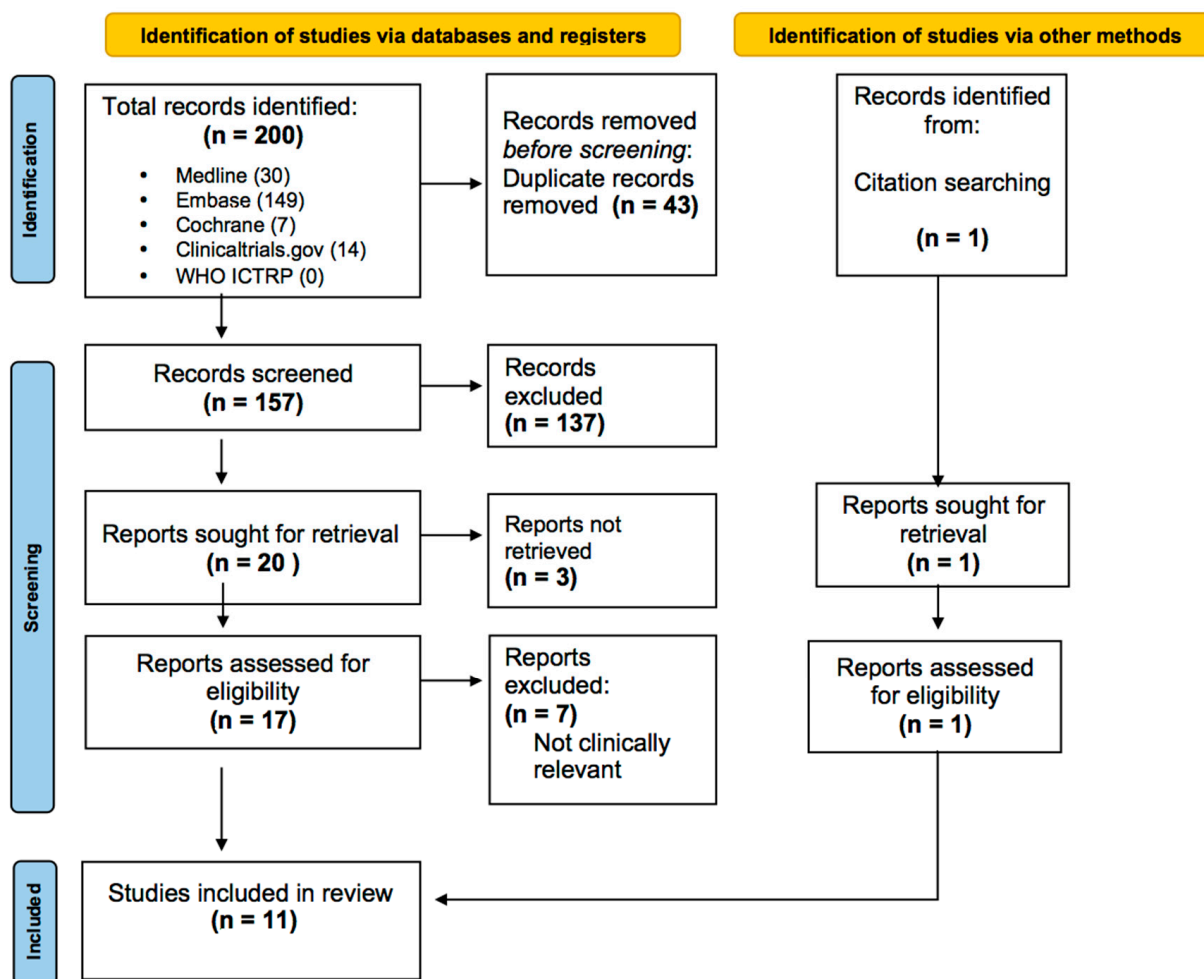 Identification of studies via databases and registers
Identification of studies via other methods
Identification
Total records identified:
(n = 200)
• Medline (30)
• Embase (149)
• Cochrane (7)
• Clinicaltrials.gov (14)
• WHO ICTRP (0)
Records removed
before screening:
Duplicate records
removed (n = 43)
Records identified
from:
Citation searching
(n = 1)
Screening
Records screened
(n = 157)
Records
excluded
(n = 137)
Reports sought for retrieval
(n = 20 )
Reports not
retrieved
(n = 3)
Reports sought for
retrieval
(n = 1)
Reports assessed for
eligibility
(n = 17)
Reports
excluded:
(n = 7)
Not clinically
relevant
Reports assessed
for eligibility
(n = 1)
Included
Studies included in review
(n = 11)